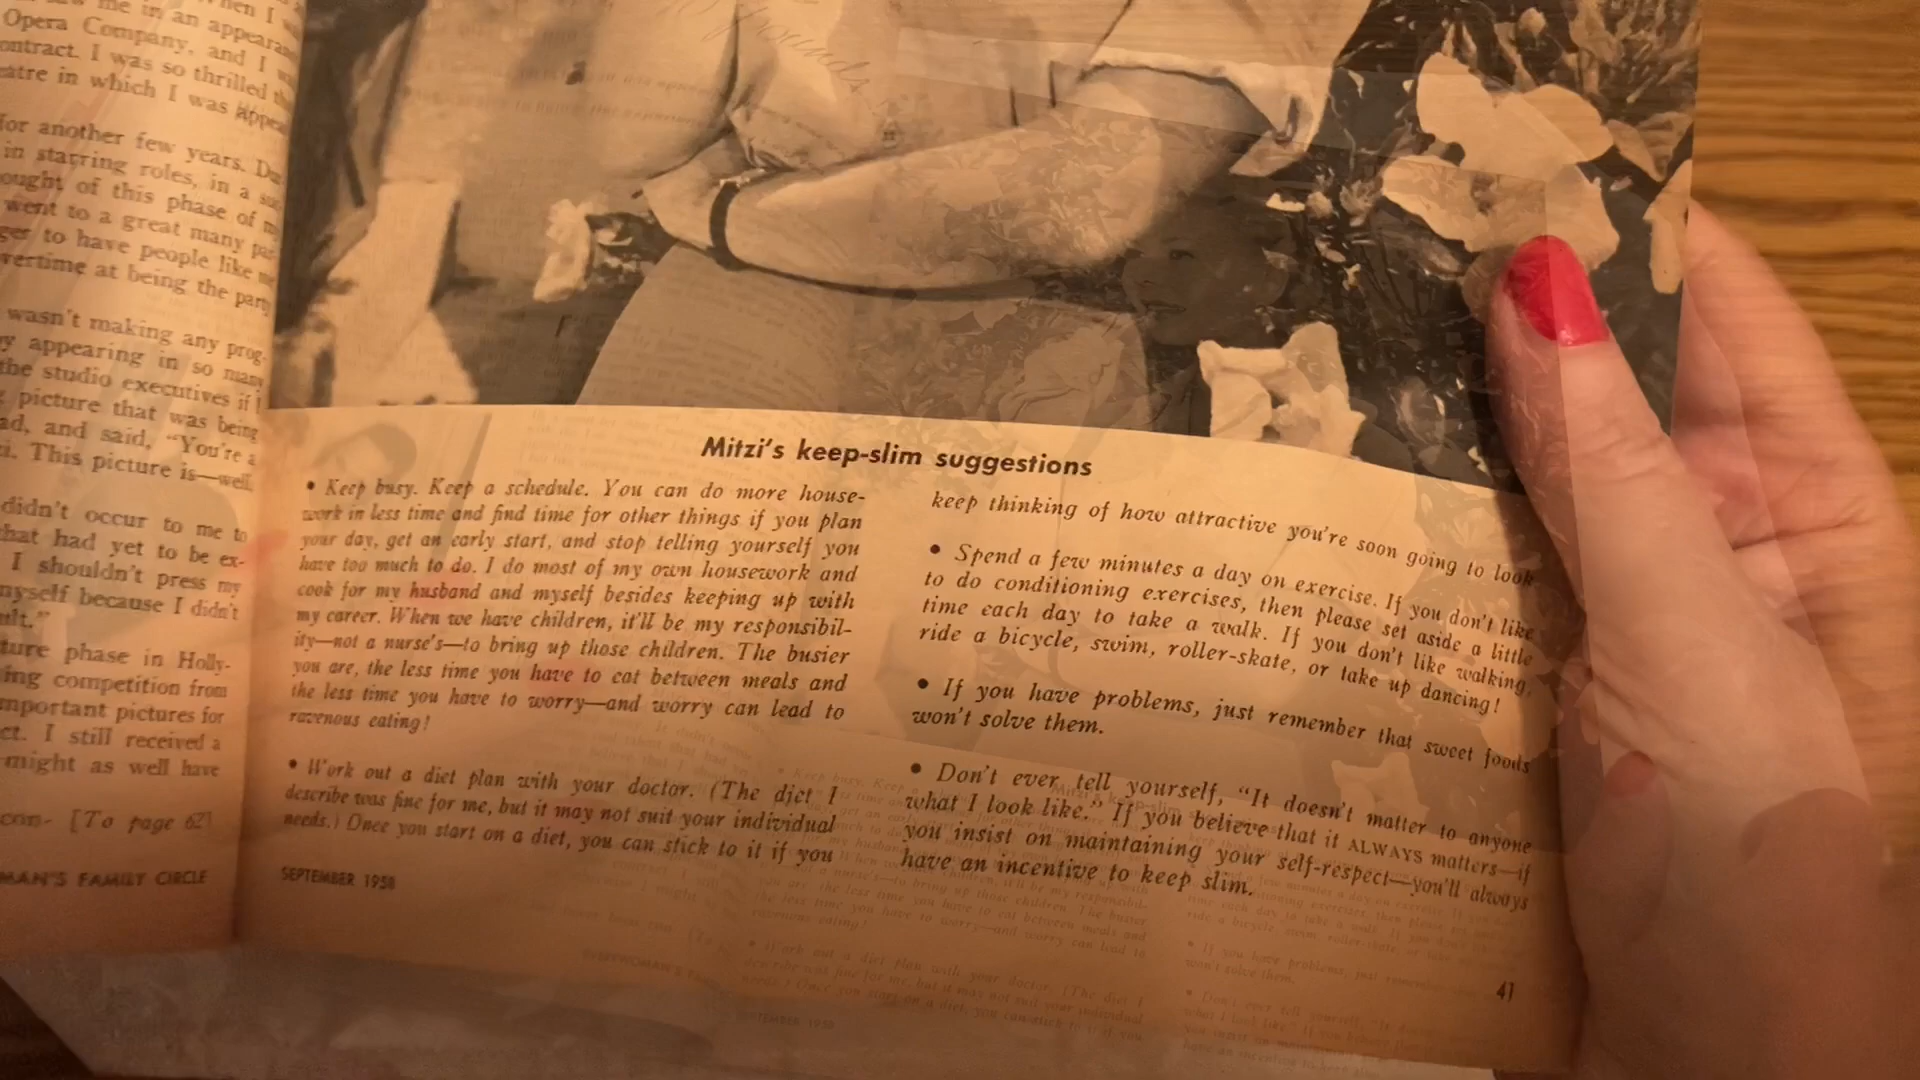 When I
me in an appearan
Opera Company, and I w
ontract. I was so thrilled
atre in which I was appea
for another few years. Du
in starring roles, in a
ought of this phase of m
went to a great many
ger to have people like me
vertime at being the party
wasn't making any prog-
y appearing in so many
the studio executives if I
picture that was being
ad, and said, "You're a
This picture is—well,
didn't occur to me to
hat had yet to be ex-
I shouldn't press my
myself because I didn't
ture phase in Holly-
ing competition from
mportant pictures for
ct. I still received a
might as well have
con- [To page 62]
MAN'S FAMILY CIRCLE
Mitzi's keep-slim suggestions
• Keep busy. Keep a schedule. You can do more house-
work in less time and find time for other things if you plan
your day, get an early start, and stop telling yourself you
have too much to do. I do most of my own housework and
cook for my husband and myself besides keeping up with
my career. When we have children, it'll be my responsibil-
ity—not a nurse's—to bring up those children. The busier
you are, the less time you have to eat between meals and
the less time you have to worry—and worry can lead to
ravenous eating!
• Work out a diet plan with your doctor. (The diet I
describe was fine for me, but it may not suit your individual
needs.) Once you start on a diet, you can stick to it if you
SEPTEMBER 1958
keep thinking of how attractive you're soon going to look
• Spend a few minutes a day on exercise. If you don't like
to do conditioning exercises, then please set aside a little
time each day to take a walk. If you don't like walking,
ride a bicycle, swim, roller-skate, or take up dancing!
• If you have problems, just remember that sweet foods
won't solve them.
• Don't ever tell yourself, "It doesn't matter to anyone
what I look like." If you believe that it ALWAYS matters—if
you insist on maintaining your self-respect—you'll always
have an incentive to keep slim.
41